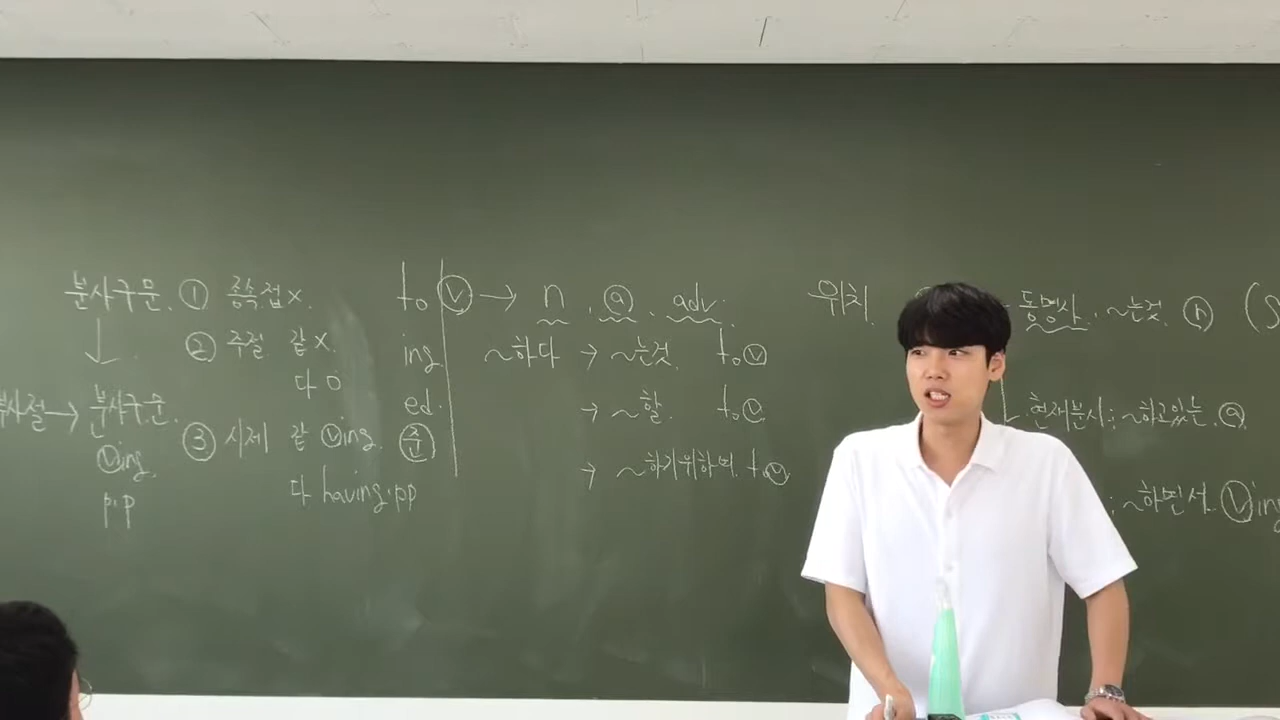 분사구문. ① 종속접x.
② 주절 같x.
다 o
분사구문.
ⓥing.
p.p
③ 시제 같 ⓥing. ㊜
다 having.pp
to ⓥ → n . ⓐ . adv.
ing.
ed.
~하다 → ~는것. to ⓥ
→ ~할. to ⓥ.
→ ~하기위하여. to ⓥ.
위치.
동명사. ~는것. ⓝ (S
현재분사: ~하고있는. ⓐ.
; ~하면서. ⓥing